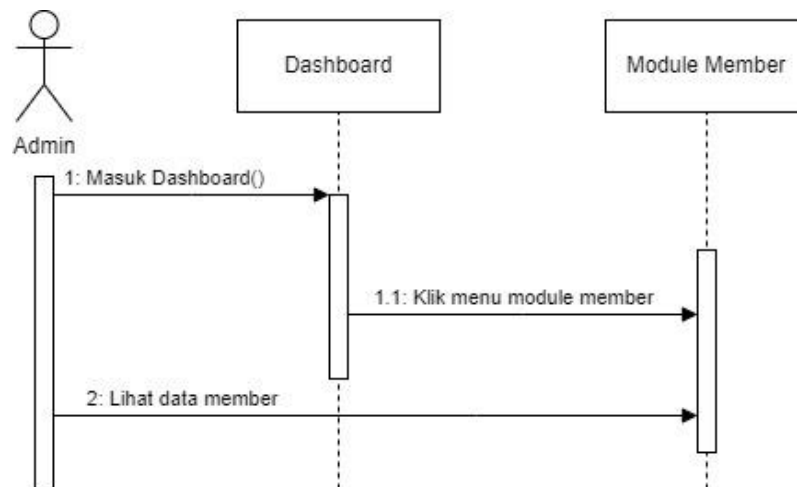 Dashboard
Module Member
Admin
1: Masuk Dashboard()
1.1: Klik menu module member
2: Lihat data member